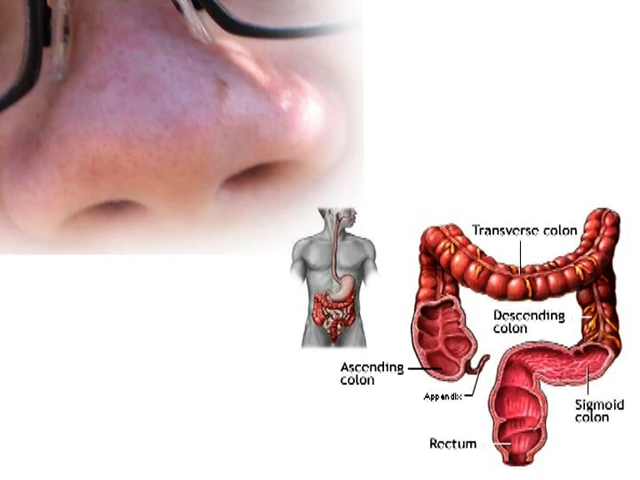 Transverse colon
Descending
colon
Ascending
colon
Appendix
Sigmoid
colon
Rectum